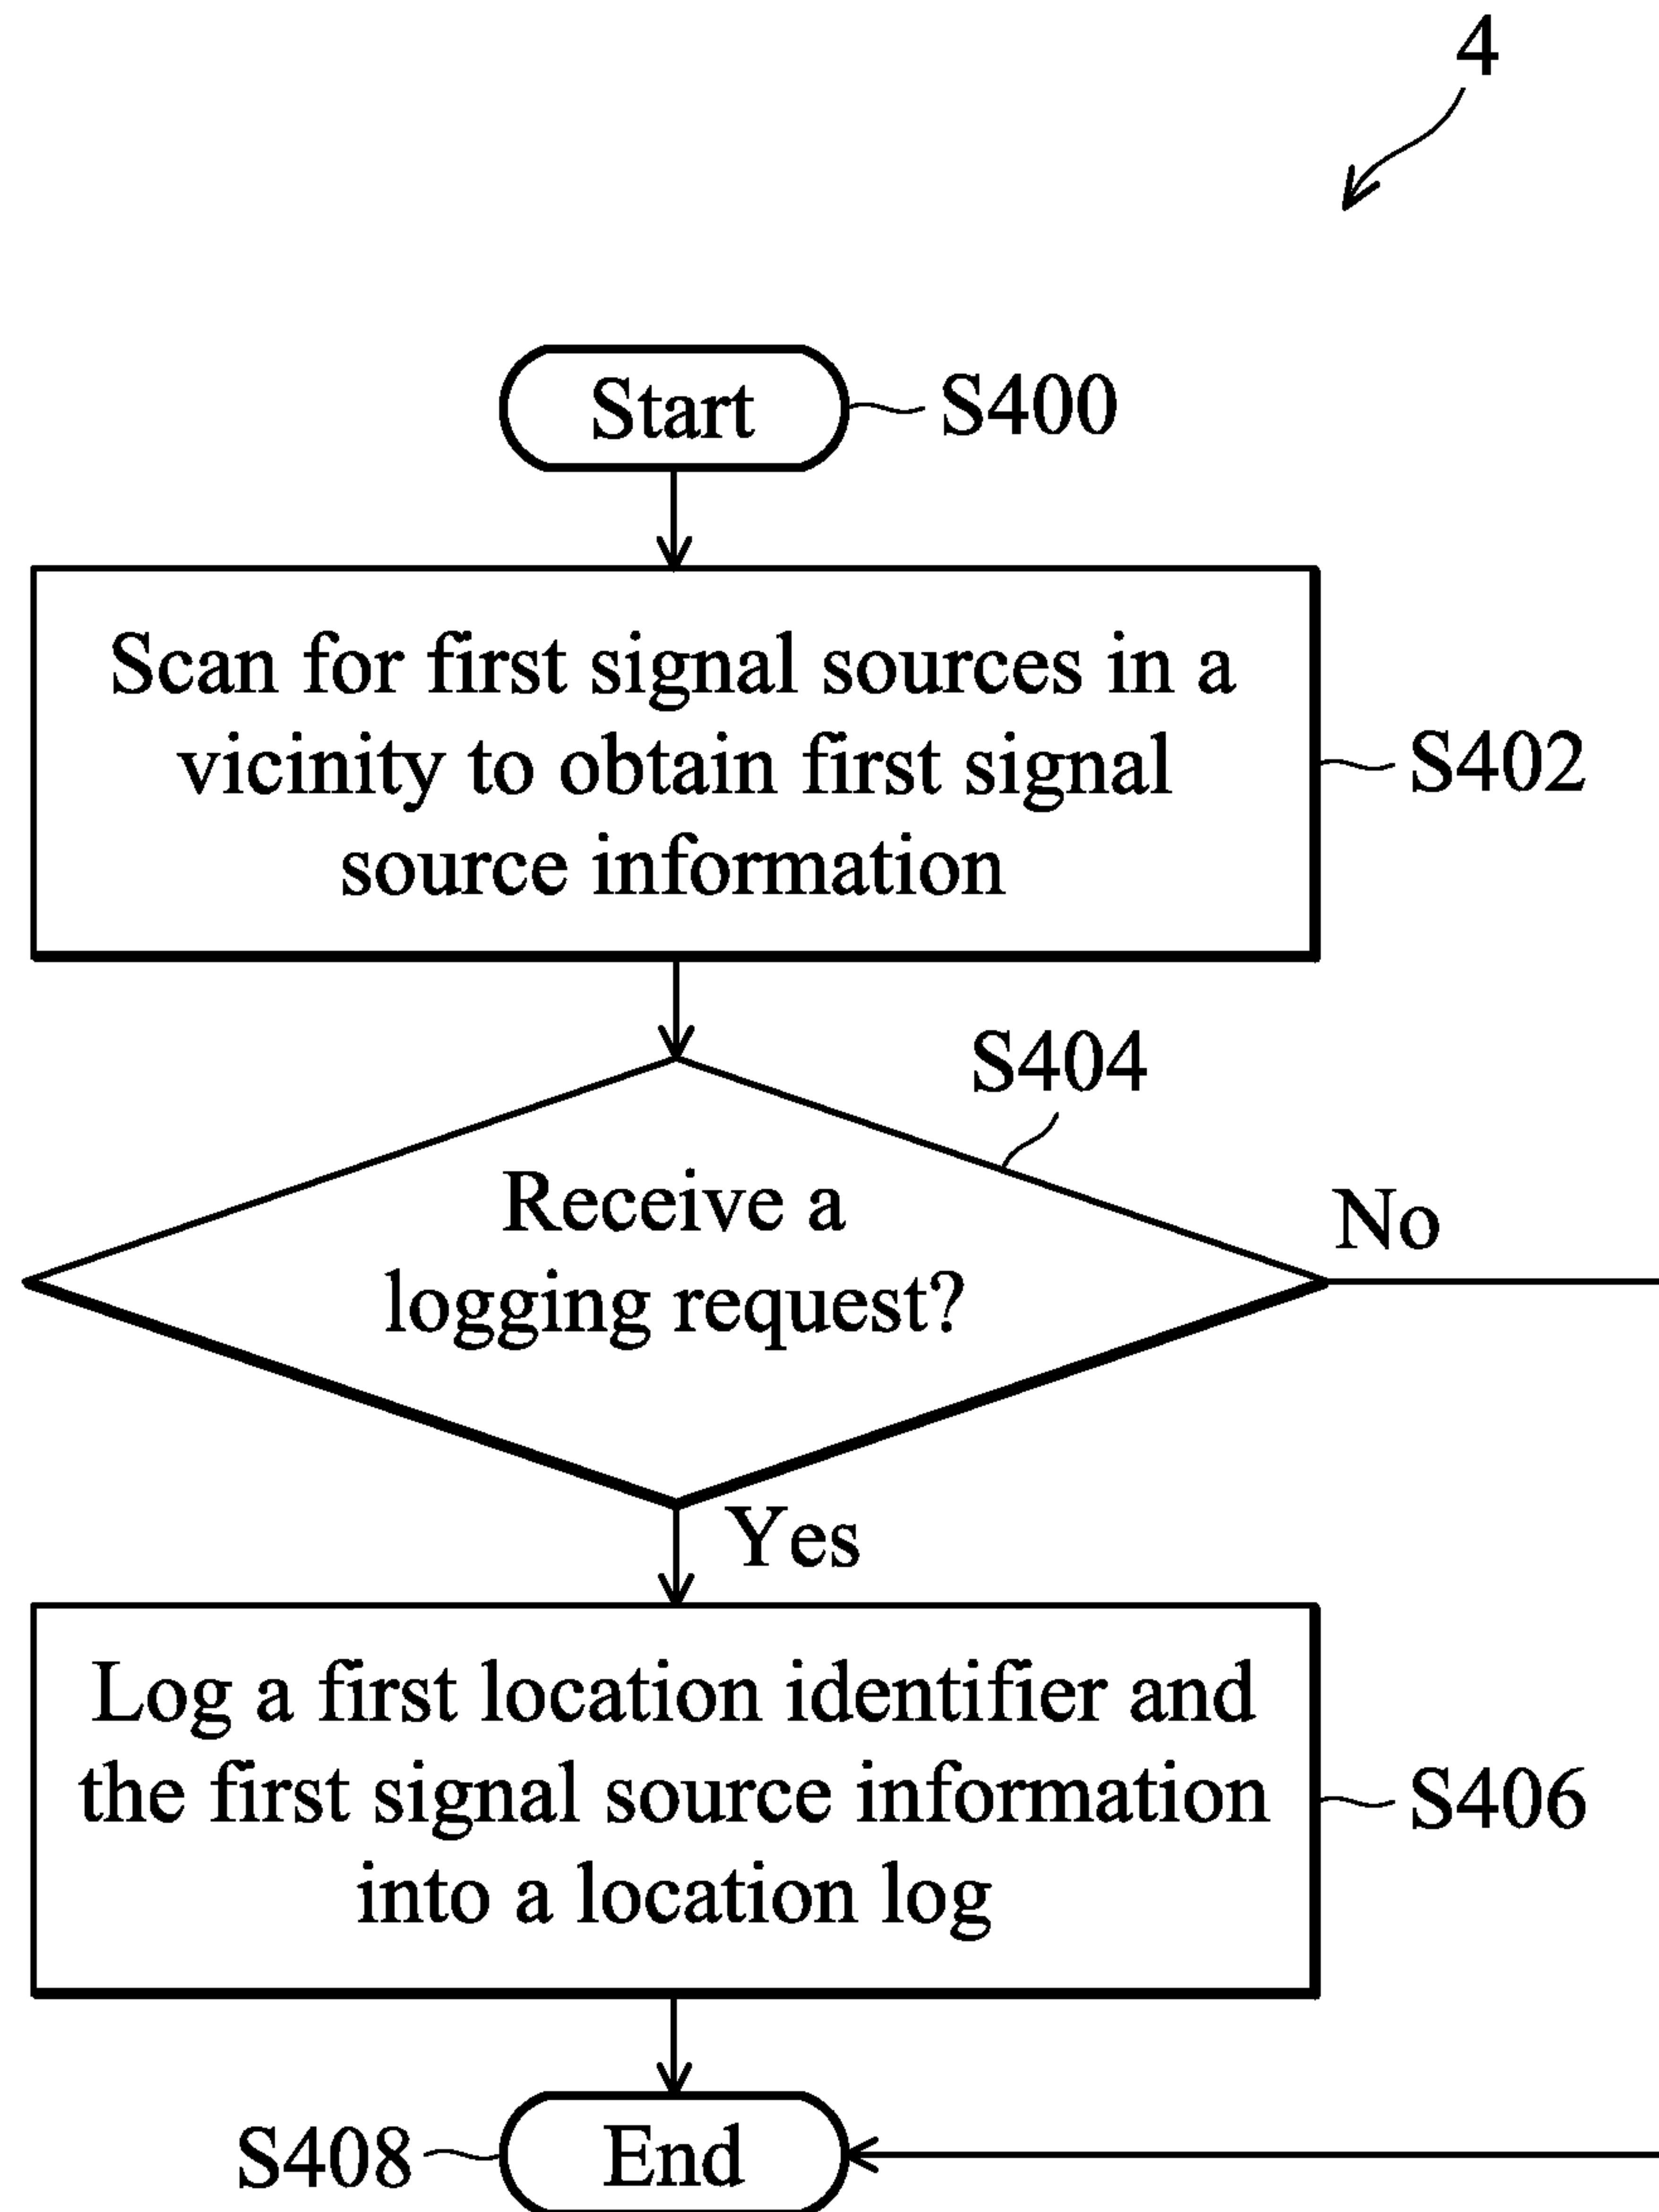 4
Start
S400
Scan for first signal sources in a
vicinity to obtain first signal
source information
S402
S404
Receive a
logging request?
No
Yes
Log a first location identifier and
the first signal source information
into a location log
S406
S408
End